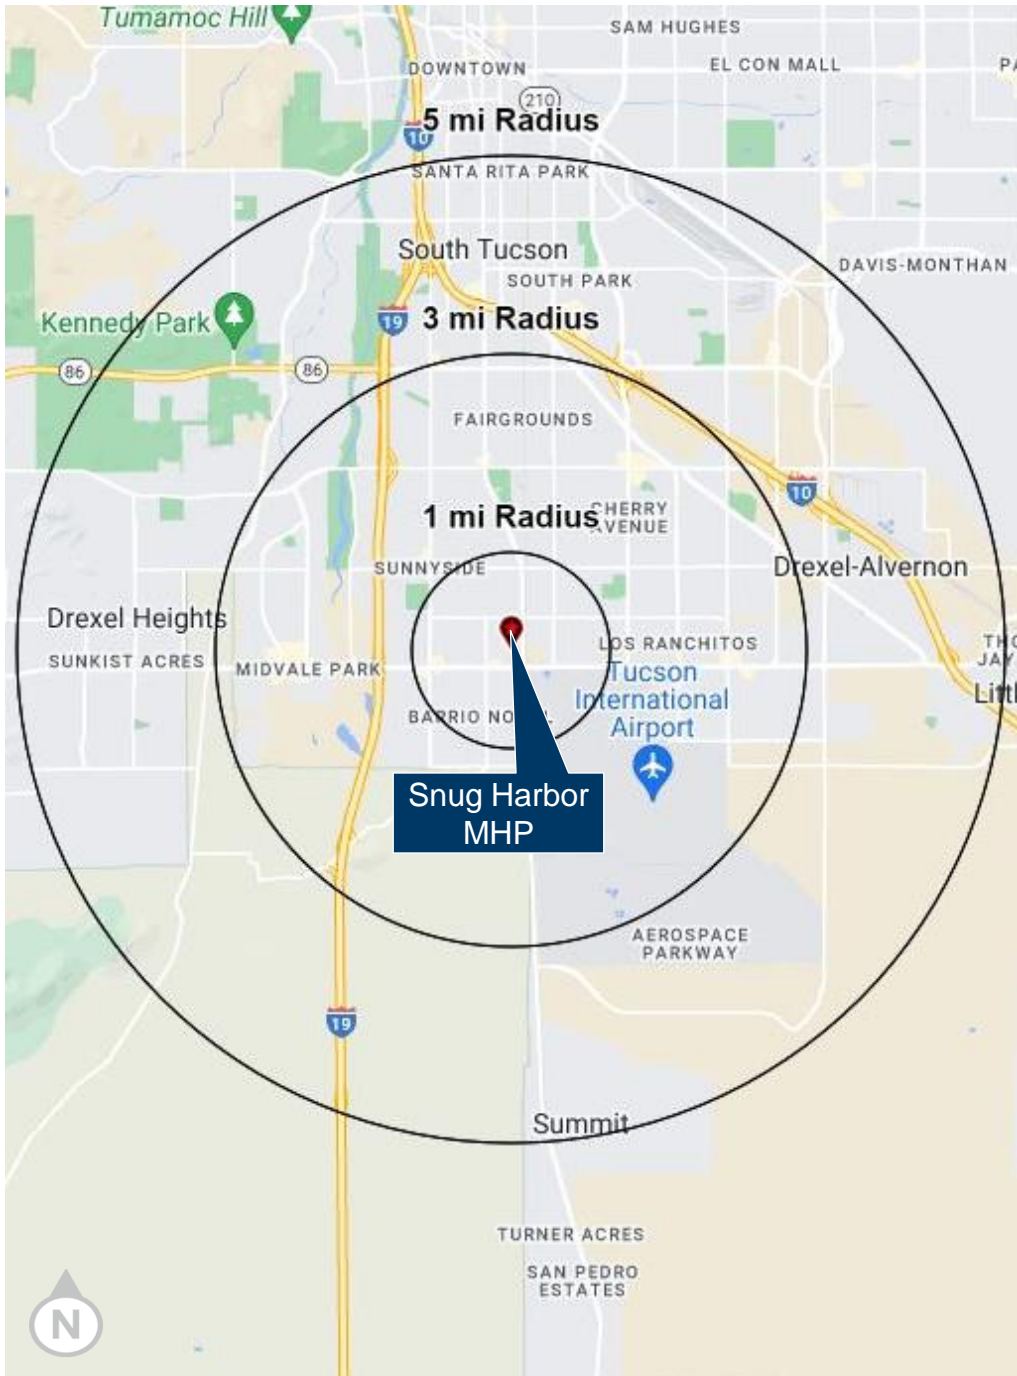 Tumamoc Hill
SAM HUGHES
DOWNTOWN
EL CON MALL
210
5 mi Radius
10
SANTA RITA PARK
South Tucson
DAVIS-MONTHAN
SOUTH PARK
Kennedy Park
19
3 mi Radius
86
86
FAIRGROUNDS
10
1 mi Radius
CHERRY
AVENUE
SUNNYSIDE
Drexel-Alvernon
Drexel Heights
LOS RANCHITOS
SUNKIST ACRES
MIDVALE PARK
JAY
Tucson
International
Airport
BARRIO
Snug Harbor
MHP
AEROSPACE
PARKWAY
19
Summit
TURNER ACRES
SAN PEDRO
ESTATES
N